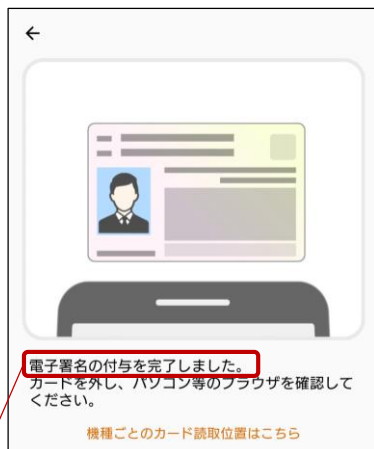 電子署名の付与を完了しました。
カードを外し、パソコン等のブラウザを確認して
ください。
機種ごとのカード読取位置はこちら